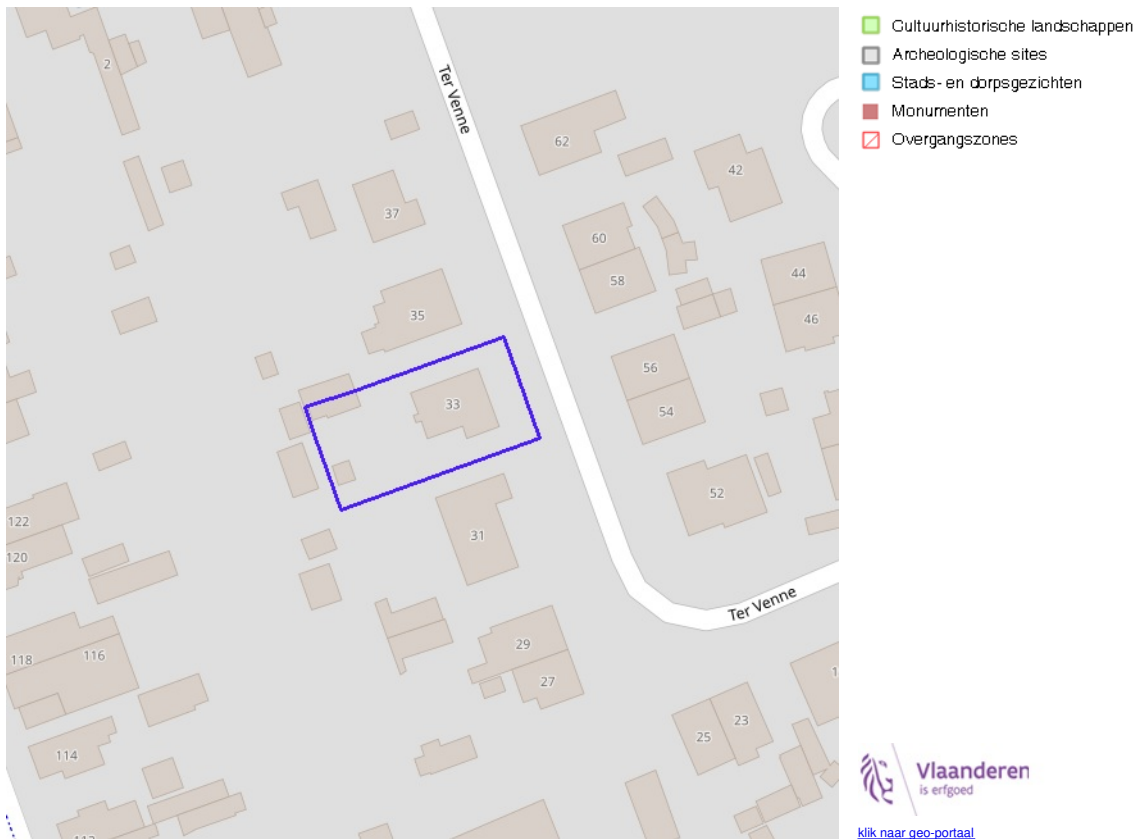 Cultuurhistorische landschappen
Archeologische sites
Stads- en dorpsgezichten
Monumenten
Overgangszones
2
Ter Venne
62
42
37
60
58
44
46
35
56
54
33
52
122
120
31
Ter Venne
29
27
118
116
114
25
23
1
Vlaanderen
is erfgoed
klik naar geo-portaal